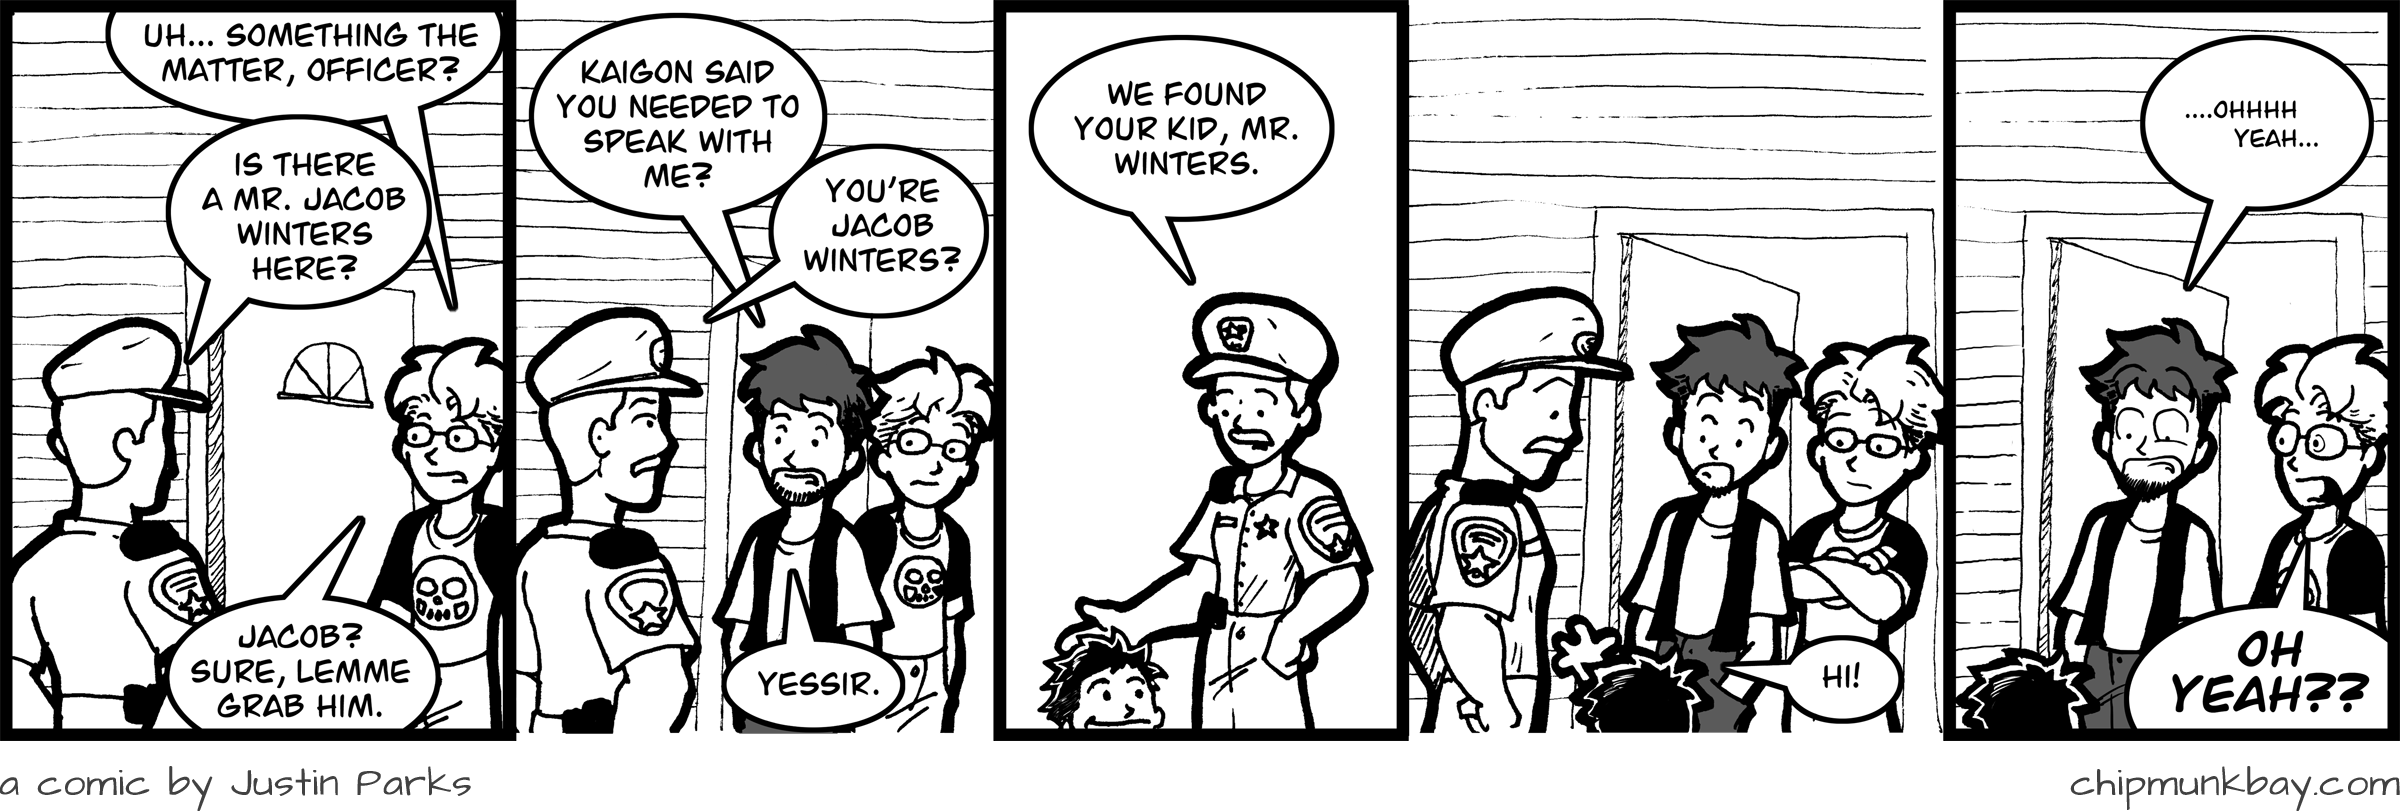 UH... SOMETHING THE
MATTER, OFFICER?
IS THERE
A MR. JACOB
WINTERS
HERE?
JACOB?
SURE, LEMME
GRAB HIM.
KAIGON SAID
YOU NEEDED TO
SPEAK WITH
ME?
YOU'RE
JACOB
WINTERS?
YESSIR.
WE FOUND
YOUR KID, MR.
WINTERS.
HI!
....OHHHH
YEAH...
OH
YEAH??
a comic by Justin Parks
chipmunkbay.com